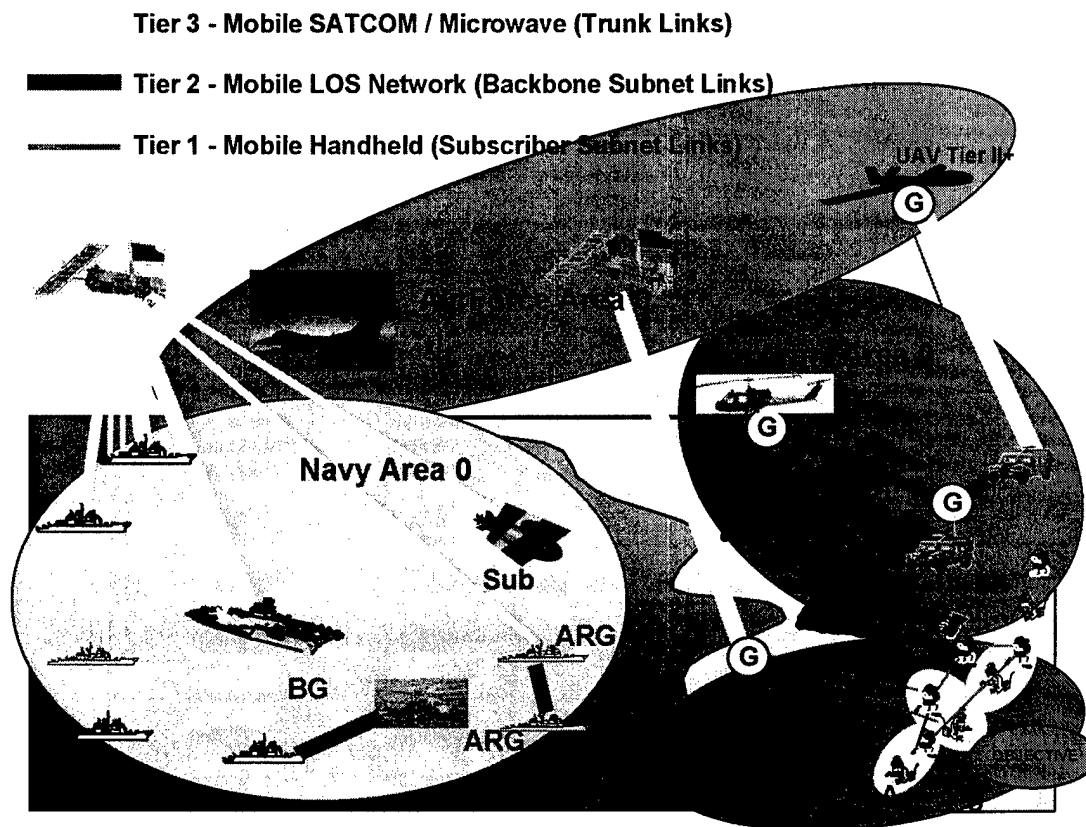 Tier 3 - Mobile SATCOM / Microwave (Trunk Links)
Tier 2 - Mobile LOS Network (Backbone Subnet Links)
Tier 1 - Mobile Handheld (Subscriber Subnet Links)
UAV Tier II+
G
Air Force Area
G
Navy Area 0
G
Sub
ARG
G
BG
ARG
OBJECTIVE